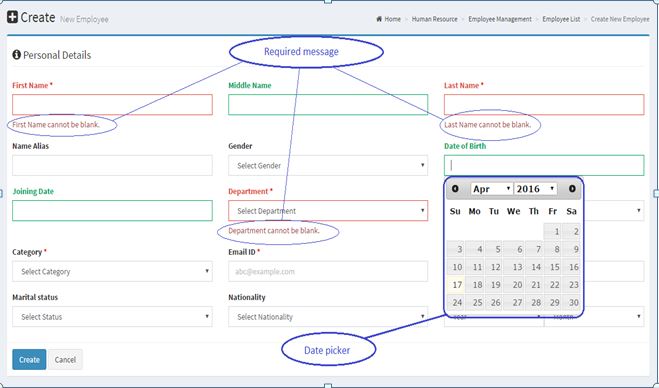 Create New Employee
Home > Human Resource > Employee Management > Employee List > Create New Employee
Personal Details
Required message
First Name *
Middle Name
Last Name *
First Name cannot be blank.
Last Name cannot be blank.
Name Alias
Gender
Date of Birth
Select Gender
Joining Date
Department *
Select Department
Department cannot be blank.
Apr 2016
Su Mo Tu We Th Fr Sa
1 2
3 4 5 6 7 8 9
10 11 12 13 14 15 16
17 18 19 20 21 22 23
24 25 26 27 28 29 30
Category *
Email ID *
Select Category
abc@example.com
Marital status
Nationality
Select Status
Select Nationality
Year
Month
Date picker
Create
Cancel